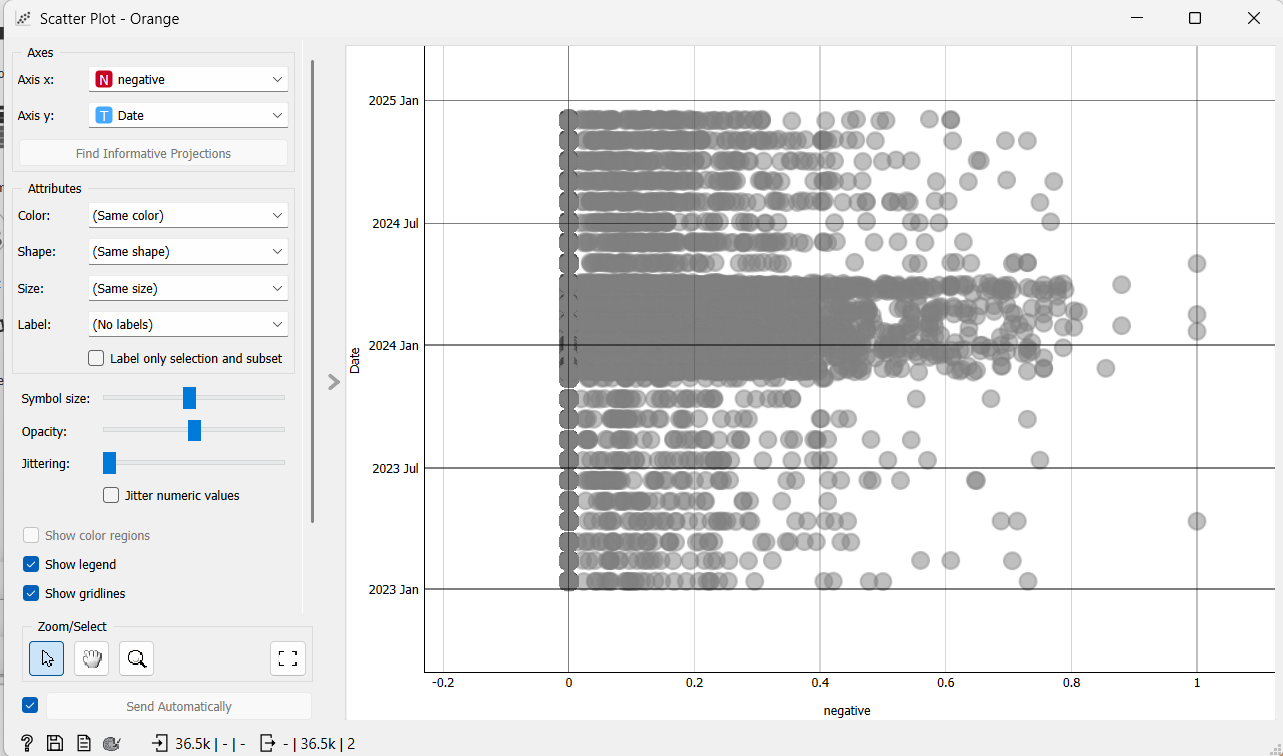 Scatter Plot - Orange
Axes
Axis x: N negative
Axis y: T Date
Find Informative Projections
Attributes
Color: (Same color)
Shape: (Same shape)
Size: (Same size)
Label: (No labels)
Label only selection and subset
Symbol size:
Opacity:
Jittering:
Jitter numeric values
Show color regions
Show legend
Show gridlines
Zoom/Select
Send Automatically
? 36.5k | - | - - | 36.5k | 2
2025 Jan
2024 Jul
2024 Jan
2023 Jul
2023 Jan
Date
-0.2 0 0.2 0.4 0.6 0.8 1
negative